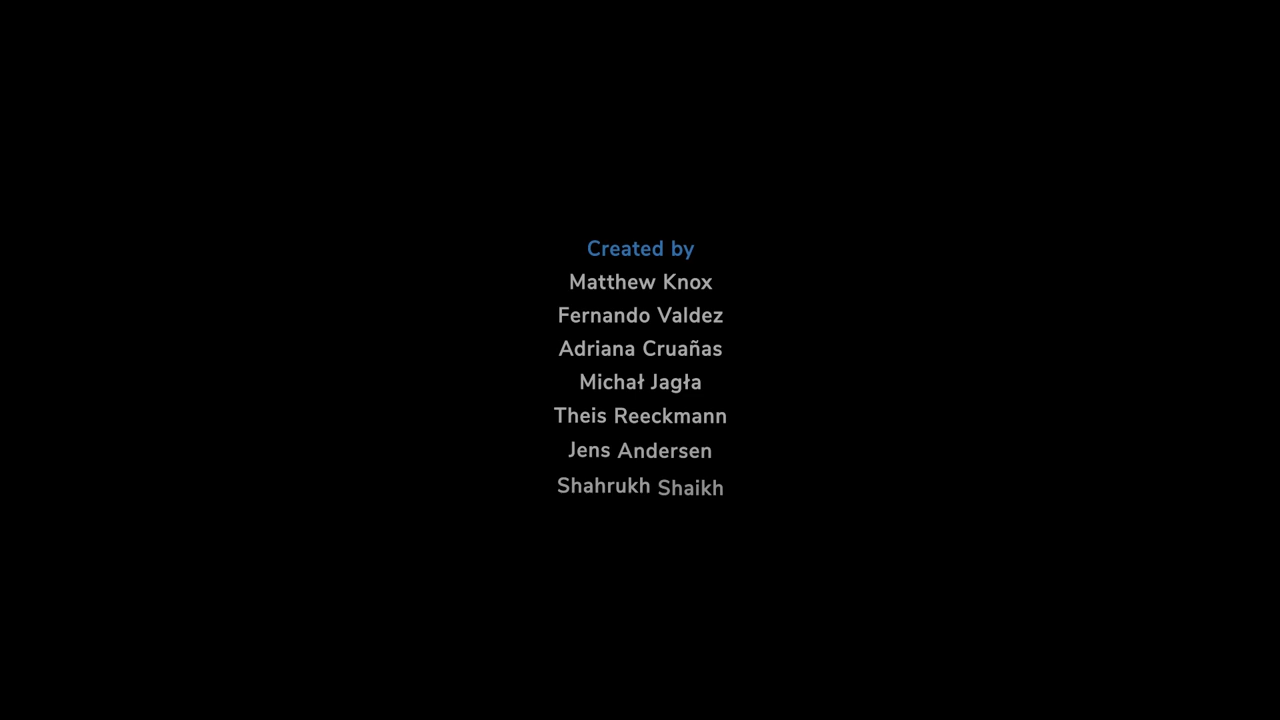 Created by
Matthew Knox
Fernando Valdez
Adriana Cruañas
Michał Jagła
Theis Reeckmann
Jens Andersen
Shahrukh Shaikh